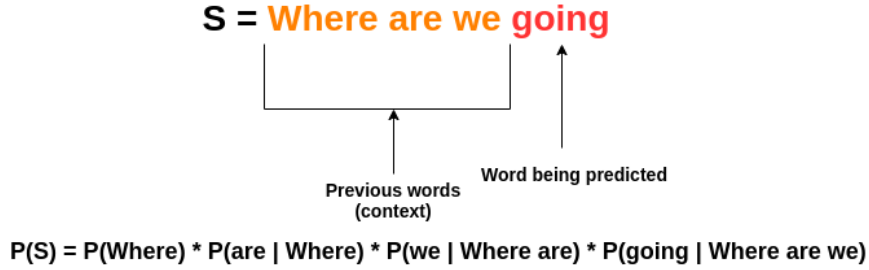 S = Where are we going
Previous words
(context)
Word being predicted
P(S) = P(Where) * P(are | Where) * P(we | Where are) * P(going | Where are we)